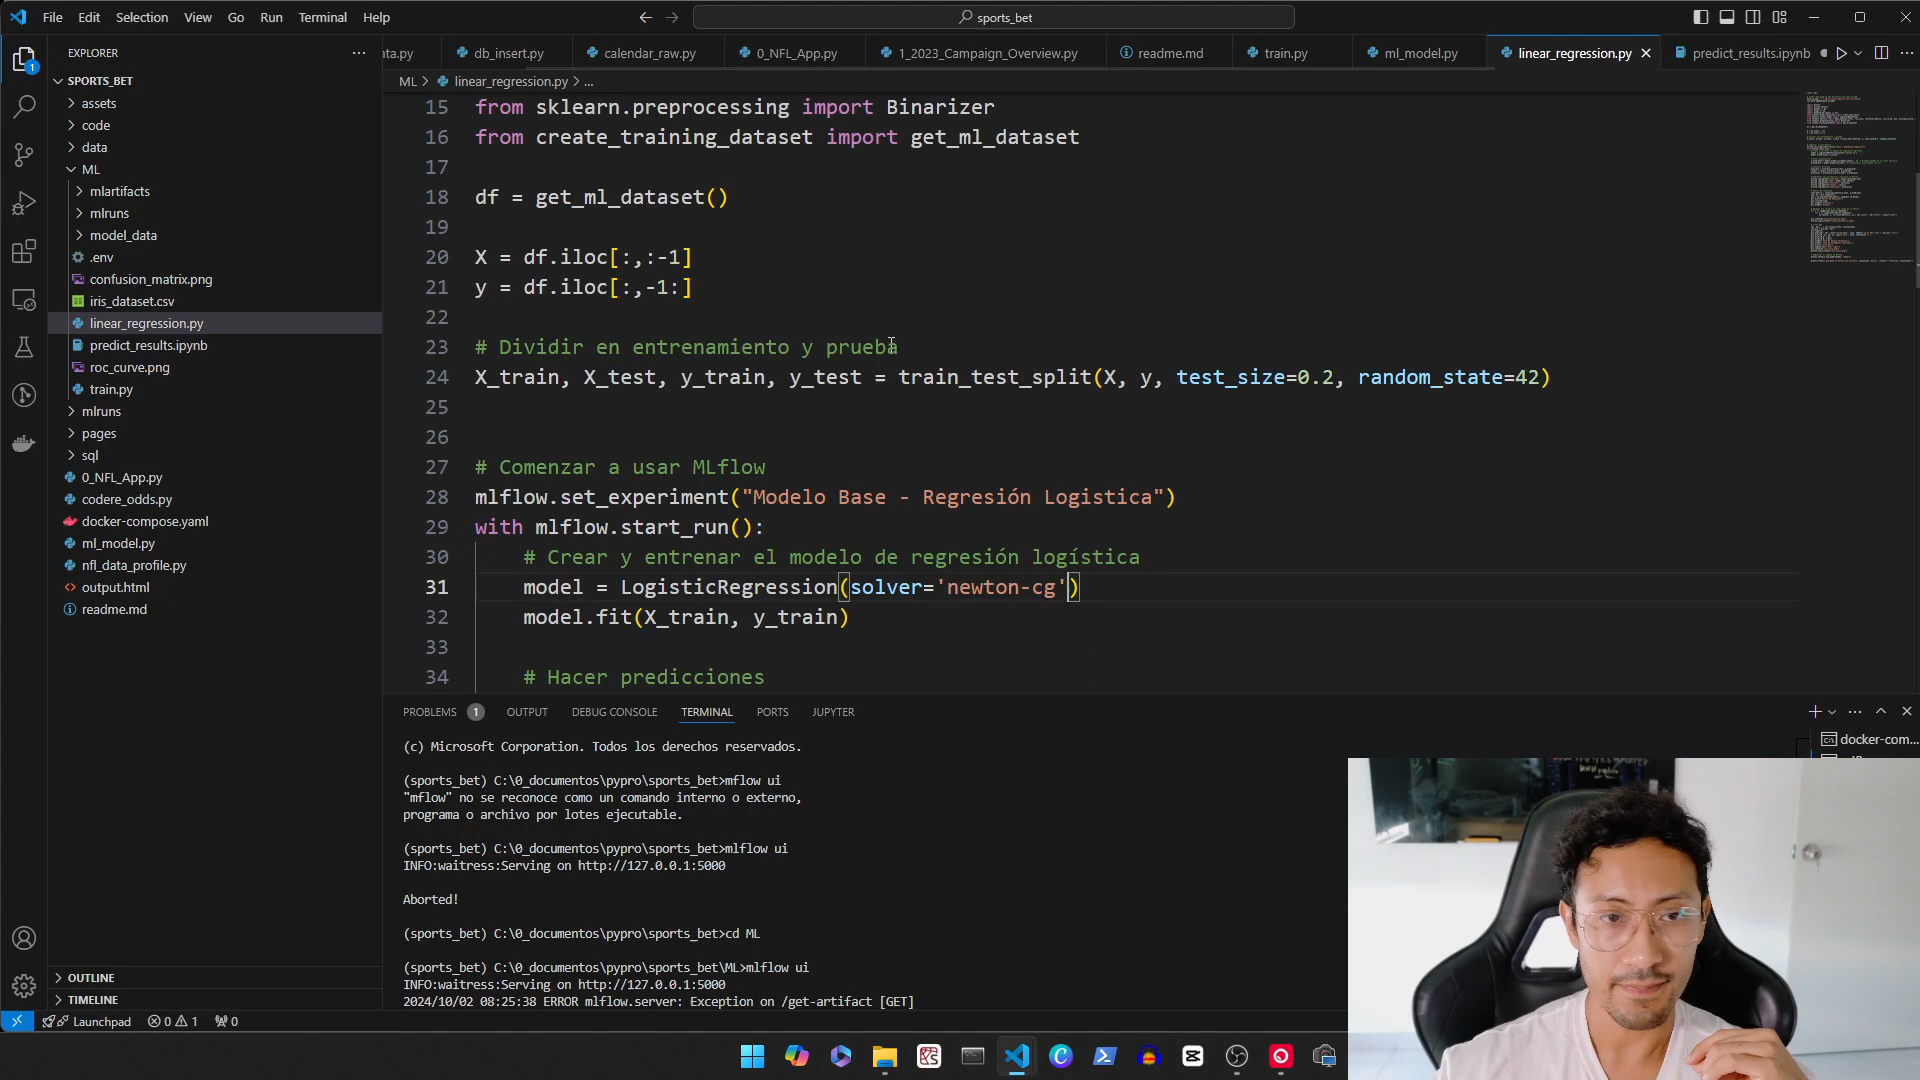 File Edit Selection View Go Run Terminal Help
sports_bet
EXPLORER
1
SPORTS_BET
assets
code
data
ML
mlartifacts
mlruns
model_data
.env
confusion_matrix.png
iris_dataset.csv
linear_regression.py
predict_results.ipynb
roc_curve.png
train.py
mlruns
pages
sql
0_NFL_App.py
codere_odds.py
docker-compose.yaml
ml_model.py
nfl_data_profile.py
output.html
readme.md
OUTLINE
TIMELINE
ata.py db_insert.py calendar_raw.py 0_NFL_App.py 1_2023_Campaign_Overview.py readme.md train.py ml_model.py linear_regression.py predict_results.ipynb
ML > linear_regression.py > ...
15 from sklearn.preprocessing import Binarizer
16 from create_training_dataset import get_ml_dataset
17
18 df = get_ml_dataset()
19
20 X = df.iloc[:,:-1]
21 y = df.iloc[:,-1:]
22
23 # Dividir en entrenamiento y prueba
24 X_train, X_test, y_train, y_test = train_test_split(X, y, test_size=0.2, random_state=42)
25
26
27 # Comenzar a usar MLflow
28 mlflow.set_experiment("Modelo Base - Regresión Logistica")
29 with mlflow.start_run():
30 # Crear y entrenar el modelo de regresión logística
31 model = LogisticRegression(solver='newton-cg')
32 model.fit(X_train, y_train)
33
34 # Hacer predicciones
PROBLEMS 1 OUTPUT DEBUG CONSOLE TERMINAL PORTS JUPYTER
docker-com...
(c) Microsoft Corporation. Todos los derechos reservados.
(sports_bet) C:\0_documentos\pypro\sports_bet>mflow ui
"mflow" no se reconoce como un comando interno o externo,
programa o archivo por lotes ejecutable.
(sports_bet) C:\0_documentos\pypro\sports_bet>mlflow ui
INFO:waitress:Serving on http://127.0.0.1:5000
Aborted!
(sports_bet) C:\0_documentos\pypro\sports_bet>cd ML
(sports_bet) C:\0_documentos\pypro\sports_bet\ML>mlflow ui
INFO:waitress:Serving on http://127.0.0.1:5000
2024/10/02 08:25:38 ERROR mlflow.server: Exception on /get-artifact [GET]
Launchpad 0 1 0